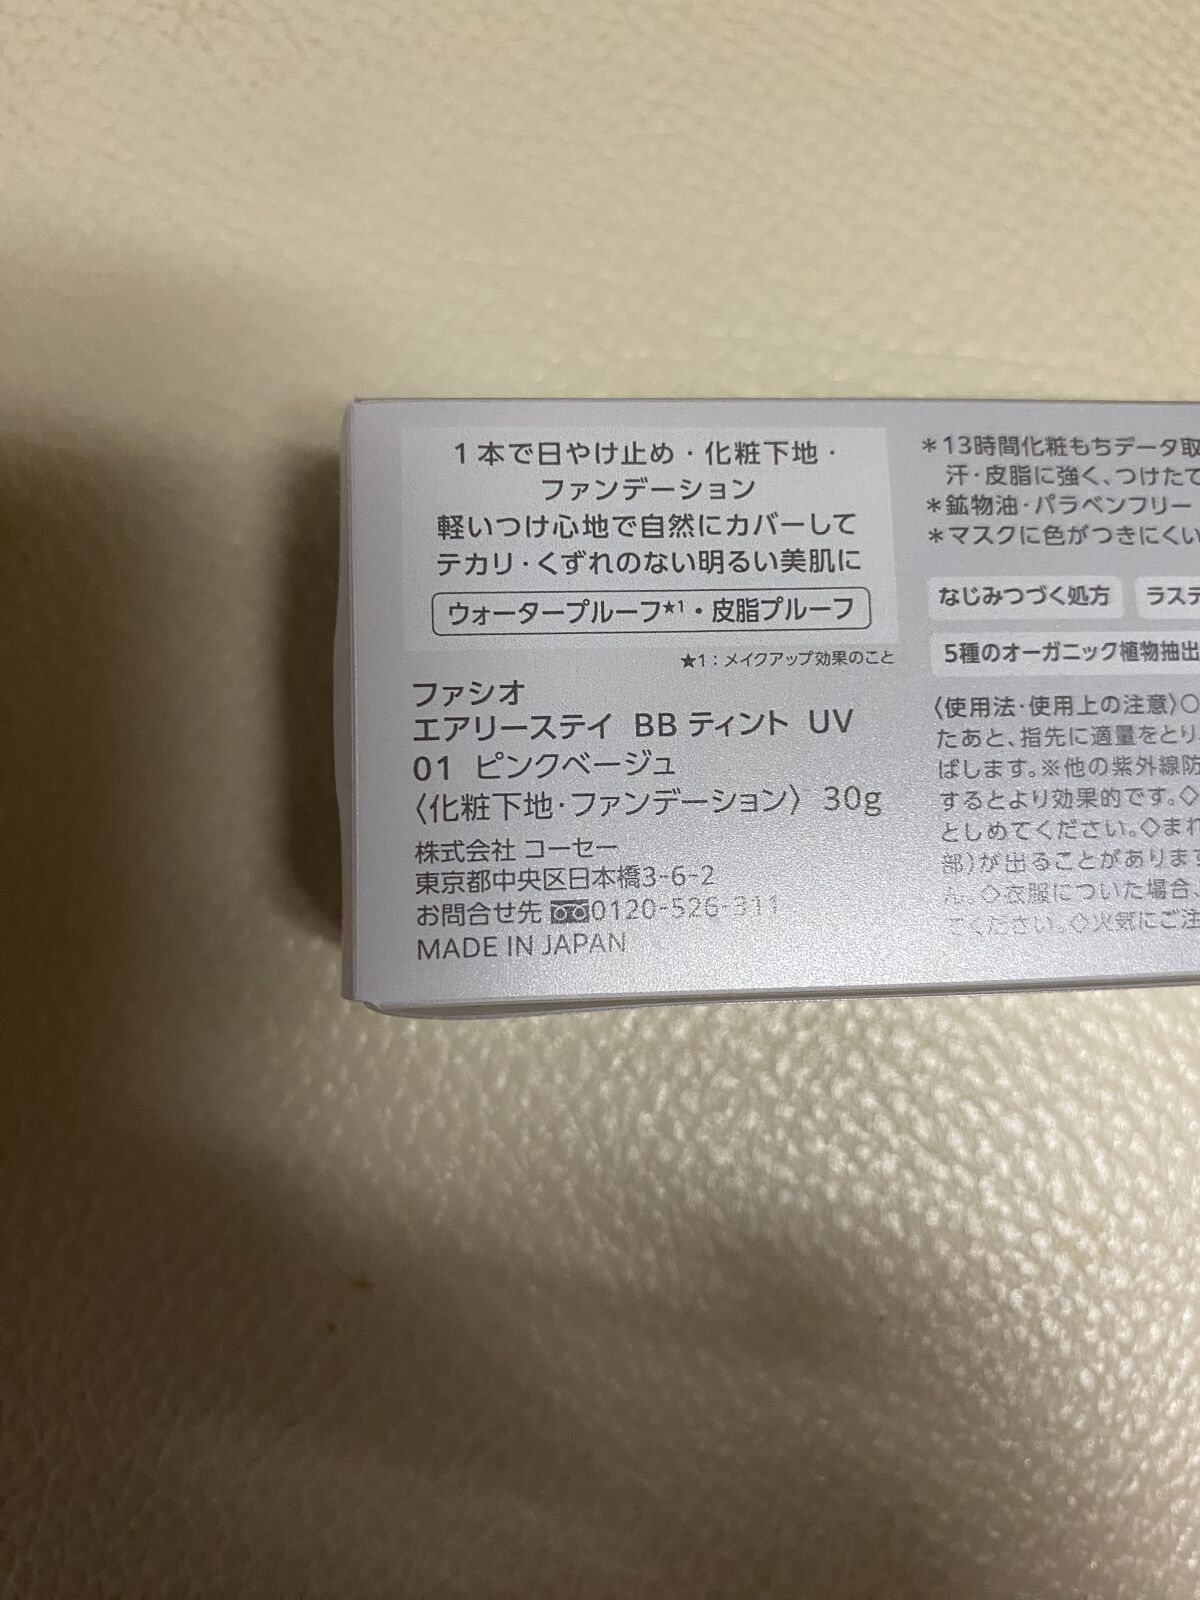 1本で日やけ止め・化粧下地・
ファンデーション
軽いつけ心地で自然にカバーして
テカリ・くずれのない明るい美肌に
ウォータープルーフ★1・皮脂プルーフ
★1：メイクアップ効果のこと
ファシオ
エアリーステイ BB ティント UV
01 ピンクベージュ
〈化粧下地・ファンデーション〉 30g
株式会社 コーセー
東京都中央区日本橋3-6-2
お問合せ先 0120-526-311
MADE IN JAPAN
＊13時間化粧もちデータ取
汗・皮脂に強く、つけたて
＊鉱物油・パラベンフリー
＊マスクに色がつきにくい
なじみつづく処方
ラステ
5種のオーガニック植物抽出
〈使用法・使用上の注意〉○
たあと、指先に適量をとり、
ばします。※他の紫外線防
するとより効果的です。◇
としめてください。◇まれ
部)が出ることがあります
◇衣服についた場合、
ください。◇火気にご注